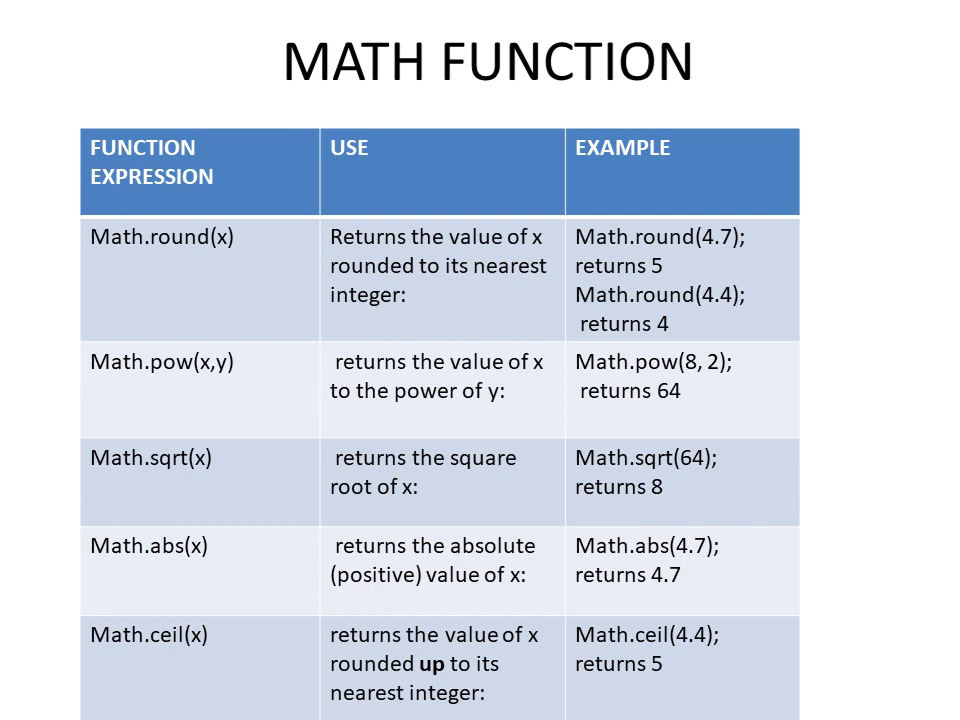 MATH FUNCTION
FUNCTION
EXPRESSION
USE
EXAMPLE
Math.round(x)
Returns the value of x
rounded to its nearest
integer:
Math.round(4.7);
returns 5
Math.round(4.4);
returns 4
Math.pow(x,y)
returns the value of x
to the power of y:
Math.pow(8, 2);
returns 64
Math.sqrt(x)
returns the square
root of x:
Math.sqrt(64);
returns 8
Math.abs(x)
returns the absolute
(positive) value of x:
Math.abs(4.7);
returns 4.7
Math.ceil(x)
returns the value of x
rounded up to its
nearest integer:
Math.ceil(4.4);
returns 5